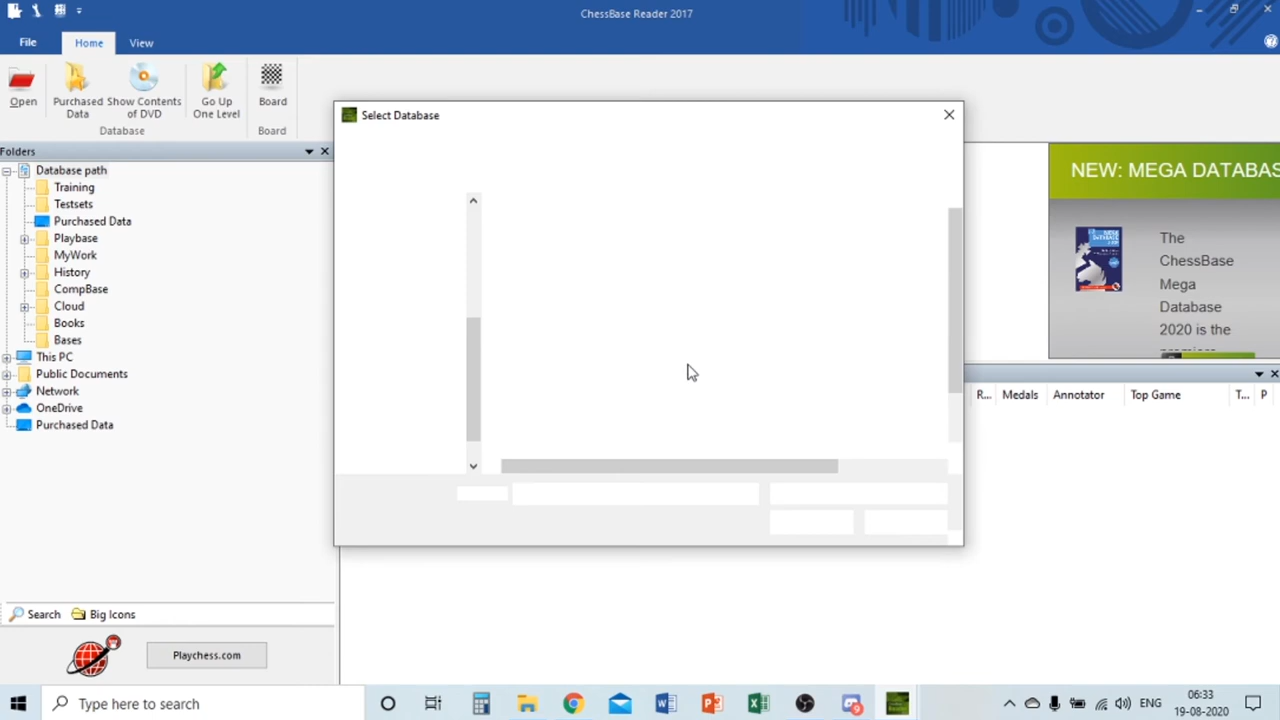 ChessBase Reader 2017
File
Home
View
Open
Purchased
Data
Show Contents
of DVD
Go Up
One Level
Board
Database
Board
Folders
Database path
Training
Testsets
Purchased Data
Playbase
MyWork
History
CompBase
Cloud
Books
Bases
This PC
Public Documents
Network
OneDrive
Purchased Data
Select Database
NEW: MEGA DATABAS
The
ChessBase
Mega
Database
2020 is the
R... Medals Annotator Top Game T... P
Search Big Icons
Playchess.com
Type here to search
ENG
06:33
19-08-2020